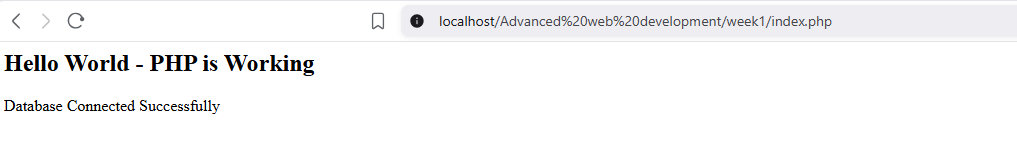 localhost/Advanced%20web%20development/week1/index.php
Hello World - PHP is Working
Database Connected Successfully